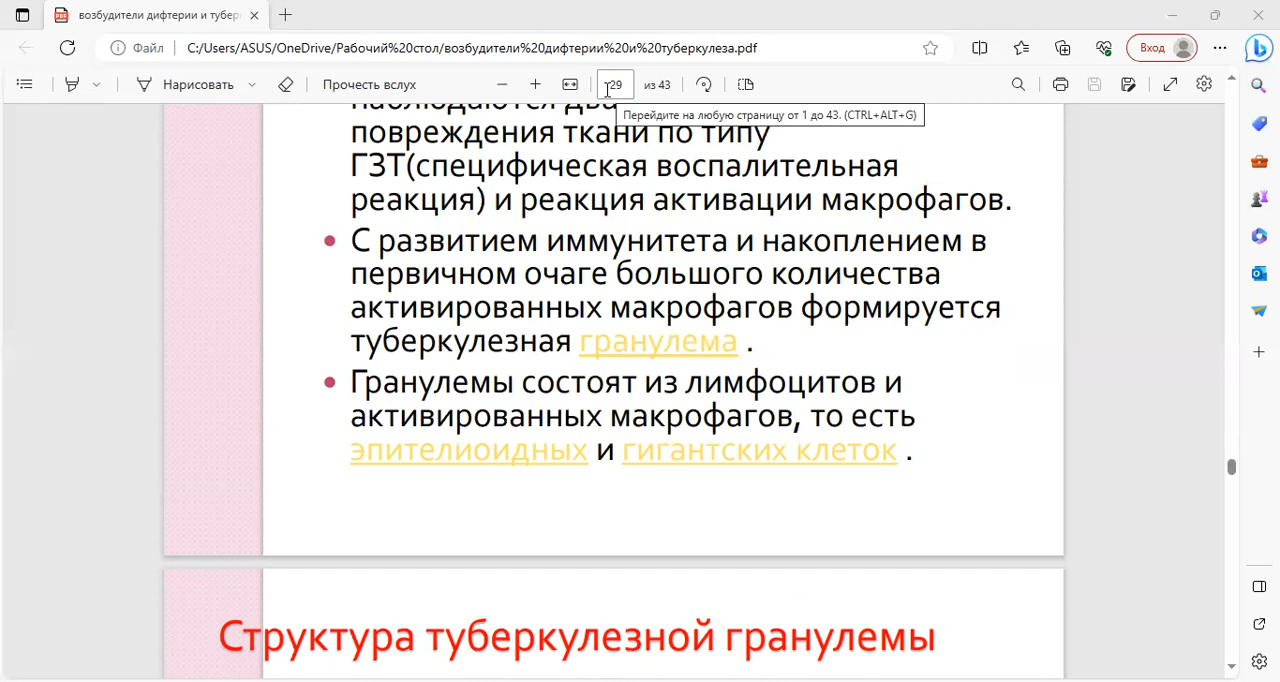 возбудители дифтерии и тубер
Файл
C:/Users/ASUS/OneDrive/Рабочий%20стол/возбудители%20дифтерии%20и%20туберкулеза.pdf
Вход
Нарисовать
Прочесть вслух
29
из 43
Перейдите на любую страницу от 1 до 43. (CTRL+ALT+G)
наблюдаются два
повреждения ткани по типу
ГЗТ(специфическая воспалительная
реакция) и реакция активации макрофагов.
• С развитием иммунитета и накоплением в
первичном очаге большого количества
активированных макрофагов формируется
туберкулезная гранулема .
• Гранулемы состоят из лимфоцитов и
активированных макрофагов, то есть
эпителиоидных и гигантских клеток .
Структура туберкулезной гранулемы